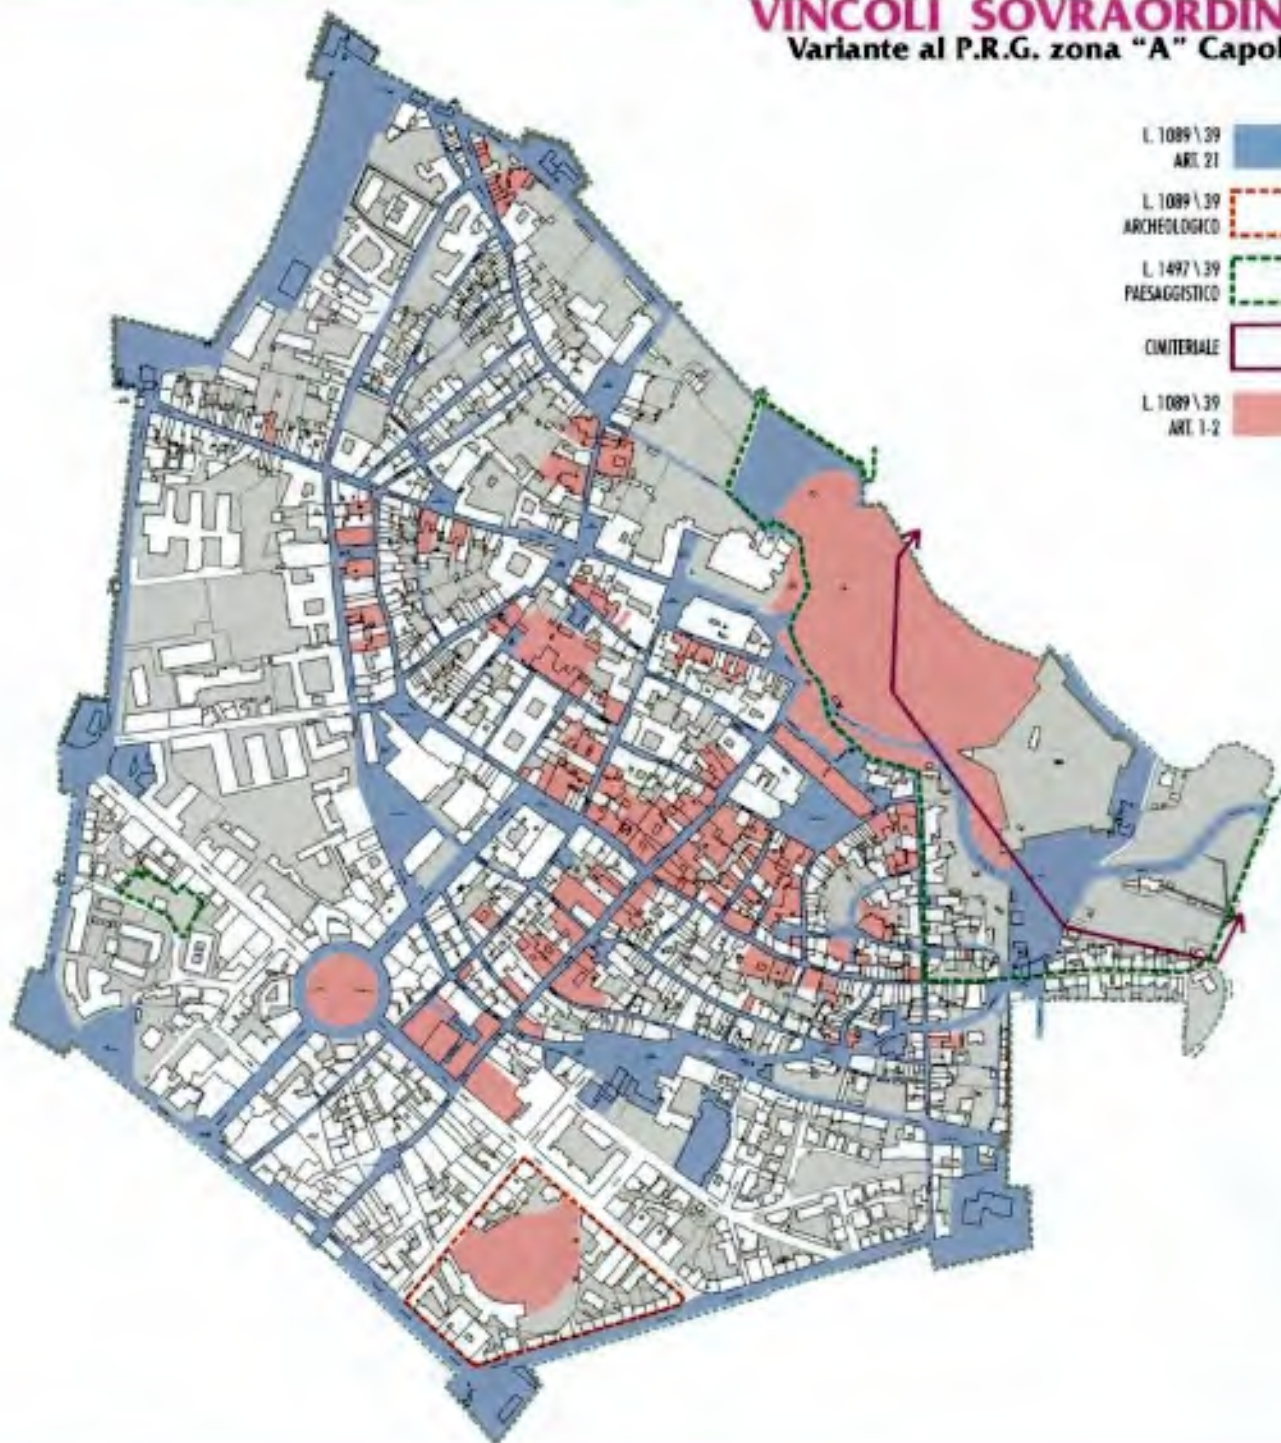 VINCOLI SOVRAORDIN
Variante al P.R.G. zona “A” Capol
L. 1089\39
ART. 21
L. 1089\39
ARCHEOLOGICO
L. 1497\39
PAESAGGISTICO
CIMITERIALE
L. 1089\39
ART. 1-2